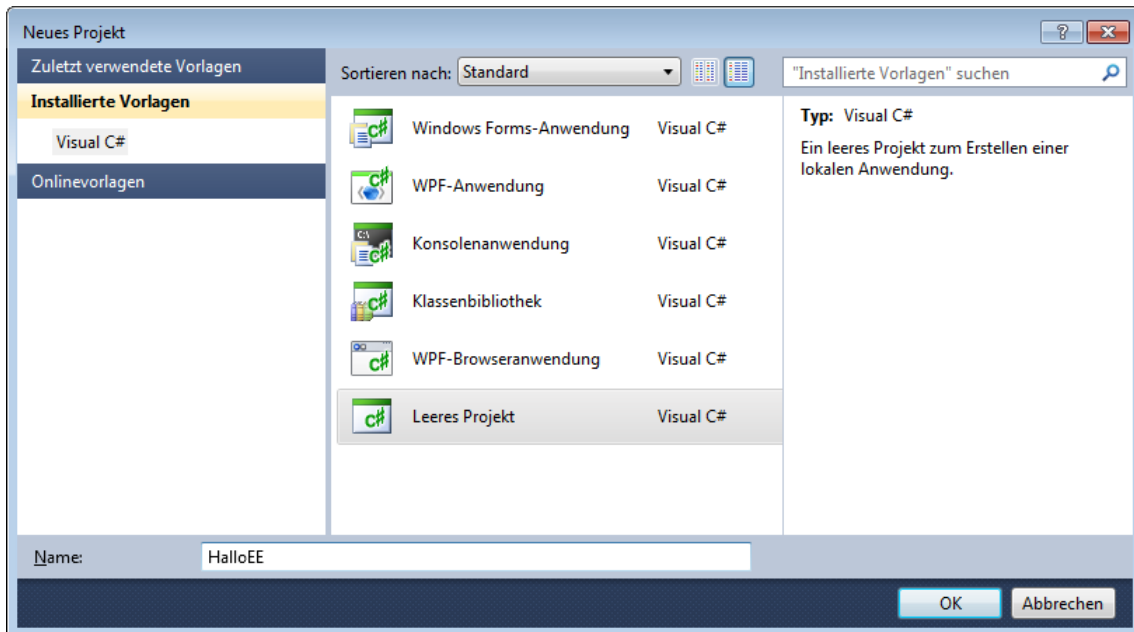 Neues Projekt
Zuletzt verwendete Vorlagen
Installierte Vorlagen
Visual C#
Onlinevorlagen
Sortieren nach: Standard
"Installierte Vorlagen" suchen
Windows Forms-Anwendung Visual C#
WPF-Anwendung Visual C#
Konsolenanwendung Visual C#
Klassenbibliothek Visual C#
WPF-Browseranwendung Visual C#
Leeres Projekt Visual C#
Typ: Visual C#
Ein leeres Projekt zum Erstellen einer
lokalen Anwendung.
Name: HalloEE
OK Abbrechen